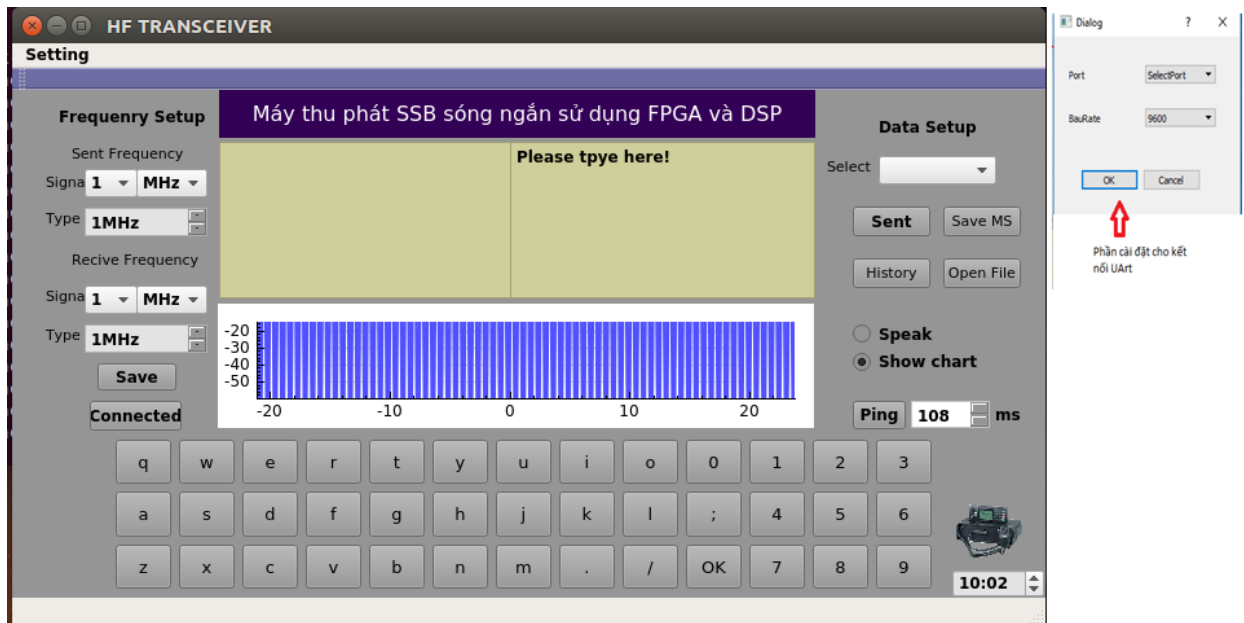 HF TRANSCEIVER
Setting
Frequenry Setup
Máy thu phát SSB sóng ngắn sử dụng FPGA và DSP
Data Setup
Sent Frequency
Signa 1 MHz
Type 1MHz
Recive Frequency
Signa 1 MHz
Type 1MHz
Save
Connected
Please tpye here!
-20
-30
-40
-50
-20 -10 0 10 20
Select
Sent Save MS
History Open File
Speak
Show chart
Ping 108 ms
q w e r t y u i o 0 1 2 3
a s d f g h j k l ; 4 5 6
z x c v b n m . / OK 7 8 9
10:02
Dialog ? X
Port SelectPort
BauRate 9600
OK Cancel
Phần cài đặt cho kết
nối UArt